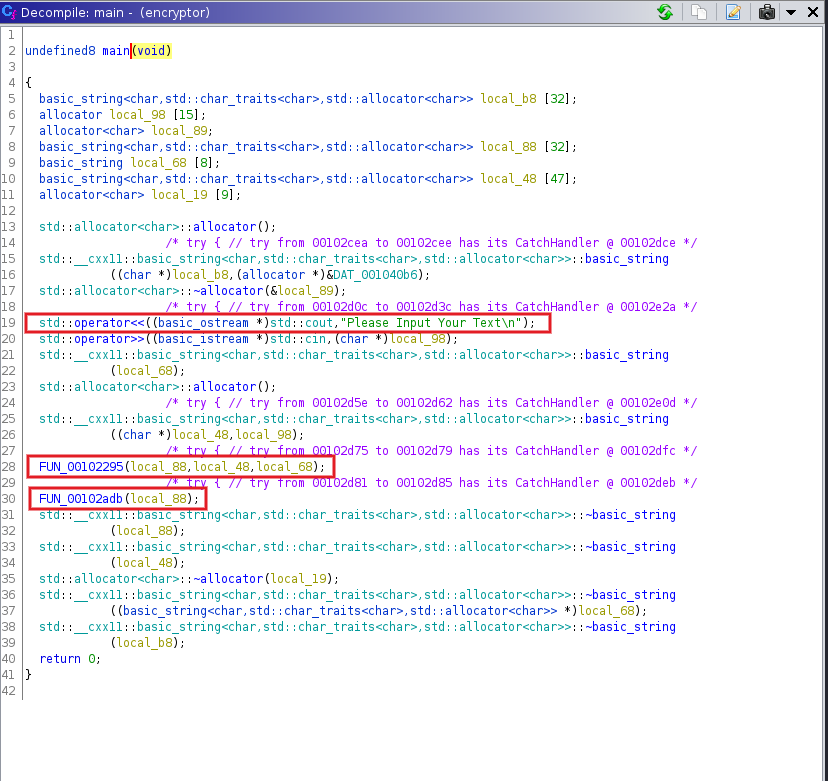 Decompile: main - (encryptor)
1
2 undefined8 main(void)
3
4 {
5 basic_string<char,std::char_traits<char>,std::allocator<char>> local_b8 [32];
6 allocator local_98 [15];
7 allocator<char> local_89;
8 basic_string<char,std::char_traits<char>,std::allocator<char>> local_88 [32];
9 basic_string local_68 [8];
10 basic_string<char,std::char_traits<char>,std::allocator<char>> local_48 [47];
11 allocator<char> local_19 [9];
12
13 std::allocator<char>::allocator();
14 /* try { // try from 00102cea to 00102cee has its CatchHandler @ 00102dce */
15 std::__cxx11::basic_string<char,std::char_traits<char>,std::allocator<char>>::basic_string
16 ((char *)local_b8,(allocator *)&DAT_001040b6);
17 std::allocator<char>::~allocator(&local_89);
18 /* try { // try from 00102d0c to 00102d3c has its CatchHandler @ 00102e2a */
19 std::operator<<((basic_ostream *)std::cout,"Please Input Your Text\n");
20 std::operator>>((basic_istream *)std::cin,(char *)local_98);
21 std::__cxx11::basic_string<char,std::char_traits<char>,std::allocator<char>>::basic_string
22 (local_68);
23 std::allocator<char>::allocator();
24 /* try { // try from 00102d5e to 00102d62 has its CatchHandler @ 00102e0d */
25 std::__cxx11::basic_string<char,std::char_traits<char>,std::allocator<char>>::basic_string
26 ((char *)local_48,local_98);
27 /* try { // try from 00102d75 to 00102d79 has its CatchHandler @ 00102dfc */
28 FUN_00102295(local_88,local_48,local_68);
29 /* try { // try from 00102d81 to 00102d85 has its CatchHandler @ 00102deb */
30 FUN_00102adb(local_88);
31 std::__cxx11::basic_string<char,std::char_traits<char>,std::allocator<char>>::~basic_string
32 (local_88);
33 std::__cxx11::basic_string<char,std::char_traits<char>,std::allocator<char>>::~basic_string
34 (local_48);
35 std::allocator<char>::~allocator(local_19);
36 std::__cxx11::basic_string<char,std::char_traits<char>,std::allocator<char>>::~basic_string
37 ((basic_string<char,std::char_traits<char>,std::allocator<char>> *)local_68);
38 std::__cxx11::basic_string<char,std::char_traits<char>,std::allocator<char>>::~basic_string
39 (local_b8);
40 return 0;
41 }
42